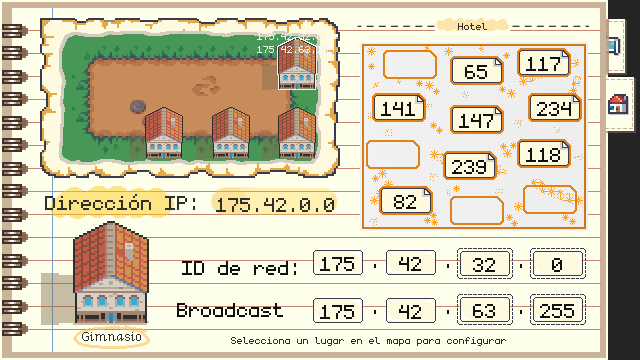 Hotel
175.42.32.
175.42.63.
65
117
141
147
234
239
118
82
Dirección IP: 175.42.0.0
ID de red: 175 . 42 . 32 . 0
Broadcast 175 . 42 . 63 . 255
Gimnasio
Selecciona un lugar en el mapa para configurar